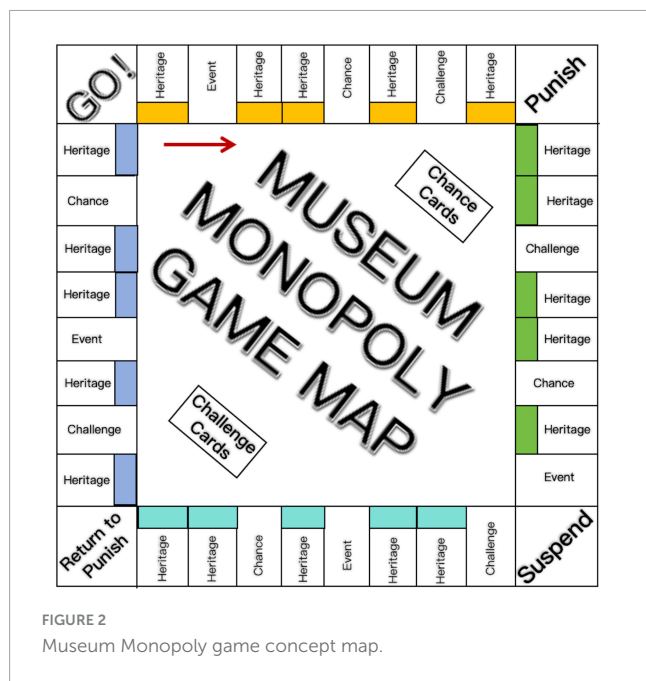 GO!
Heritage
Event
Heritage
Heritage
Chance
Heritage
Challenge
Heritage
Punish
Heritage
Chance
Heritage
Heritage
Event
Heritage
Challenge
Heritage
MUSEUM
MONOPOLY
GAME MAP
Chance
Cards
Challenge
Cards
Heritage
Heritage
Challenge
Heritage
Heritage
Chance
Heritage
Event
Return to
Punish
Heritage
Heritage
Chance
Heritage
Event
Heritage
Heritage
Challenge
Suspend
FIGURE 2
Museum Monopoly game concept map.